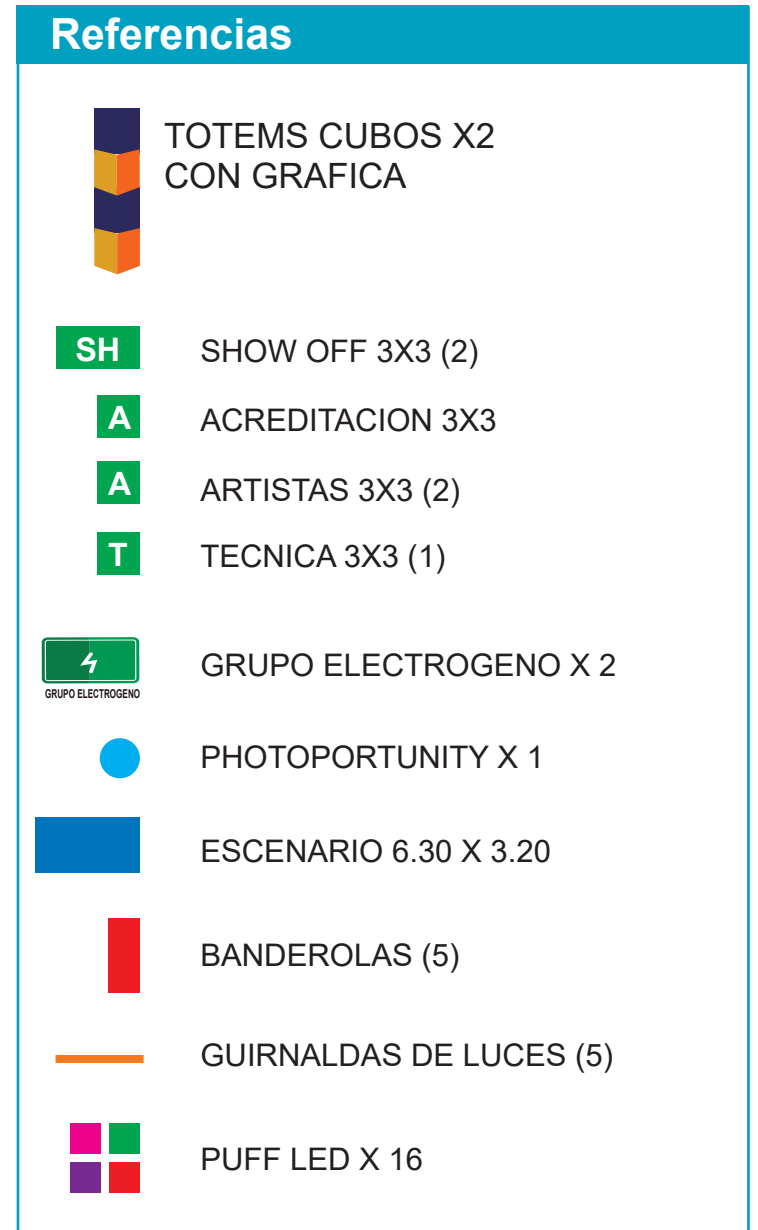 Referencias
TOTEMS CUBOS X2
CON GRAFICA
SH SHOW OFF 3X3 (2)
A ACREDITACION 3X3
A ARTISTAS 3X3 (2)
T TECNICA 3X3 (1)
GRUPO ELECTROGENO X 2
GRUPO ELECTROGENO
PHOTOPORTUNITY X 1
ESCENARIO 6.30 X 3.20
BANDEROLAS (5)
GUIRNALDAS DE LUCES (5)
PUFF LED X 16